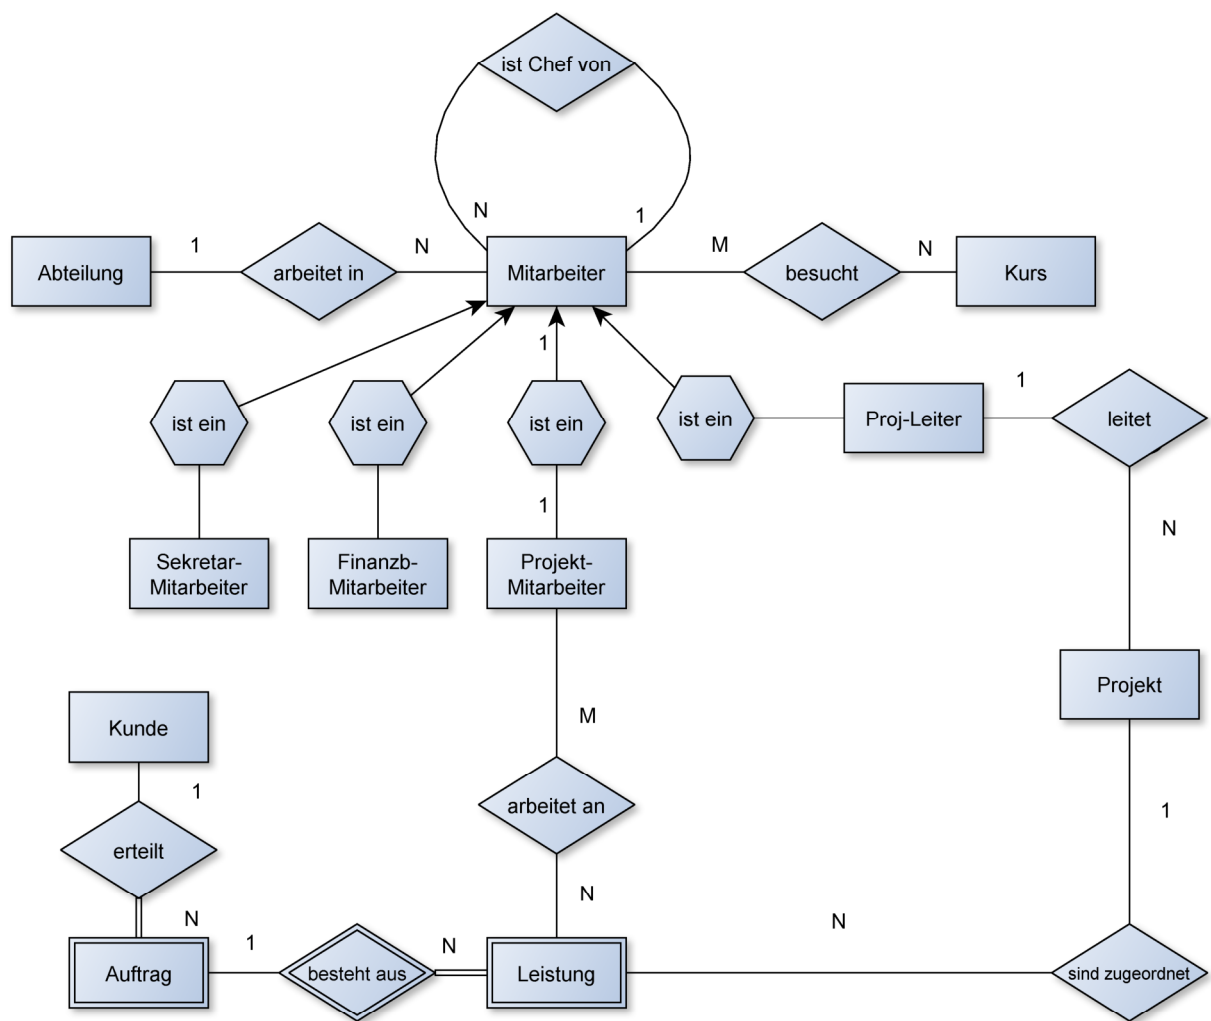 ist Chef von
N
1
Abteilung
1
arbeitet in
N
Mitarbeiter
M
besucht
N
Kurs
1
ist ein
ist ein
ist ein
ist ein
Proj-Leiter
1
leitet
1
N
Sekretar-
Mitarbeiter
Finanzb-
Mitarbeiter
Projekt-
Mitarbeiter
Projekt
Kunde
M
1
arbeitet an
1
erteilt
N
N
N
1
N
Auftrag
besteht aus
Leistung
sind zugeordnet